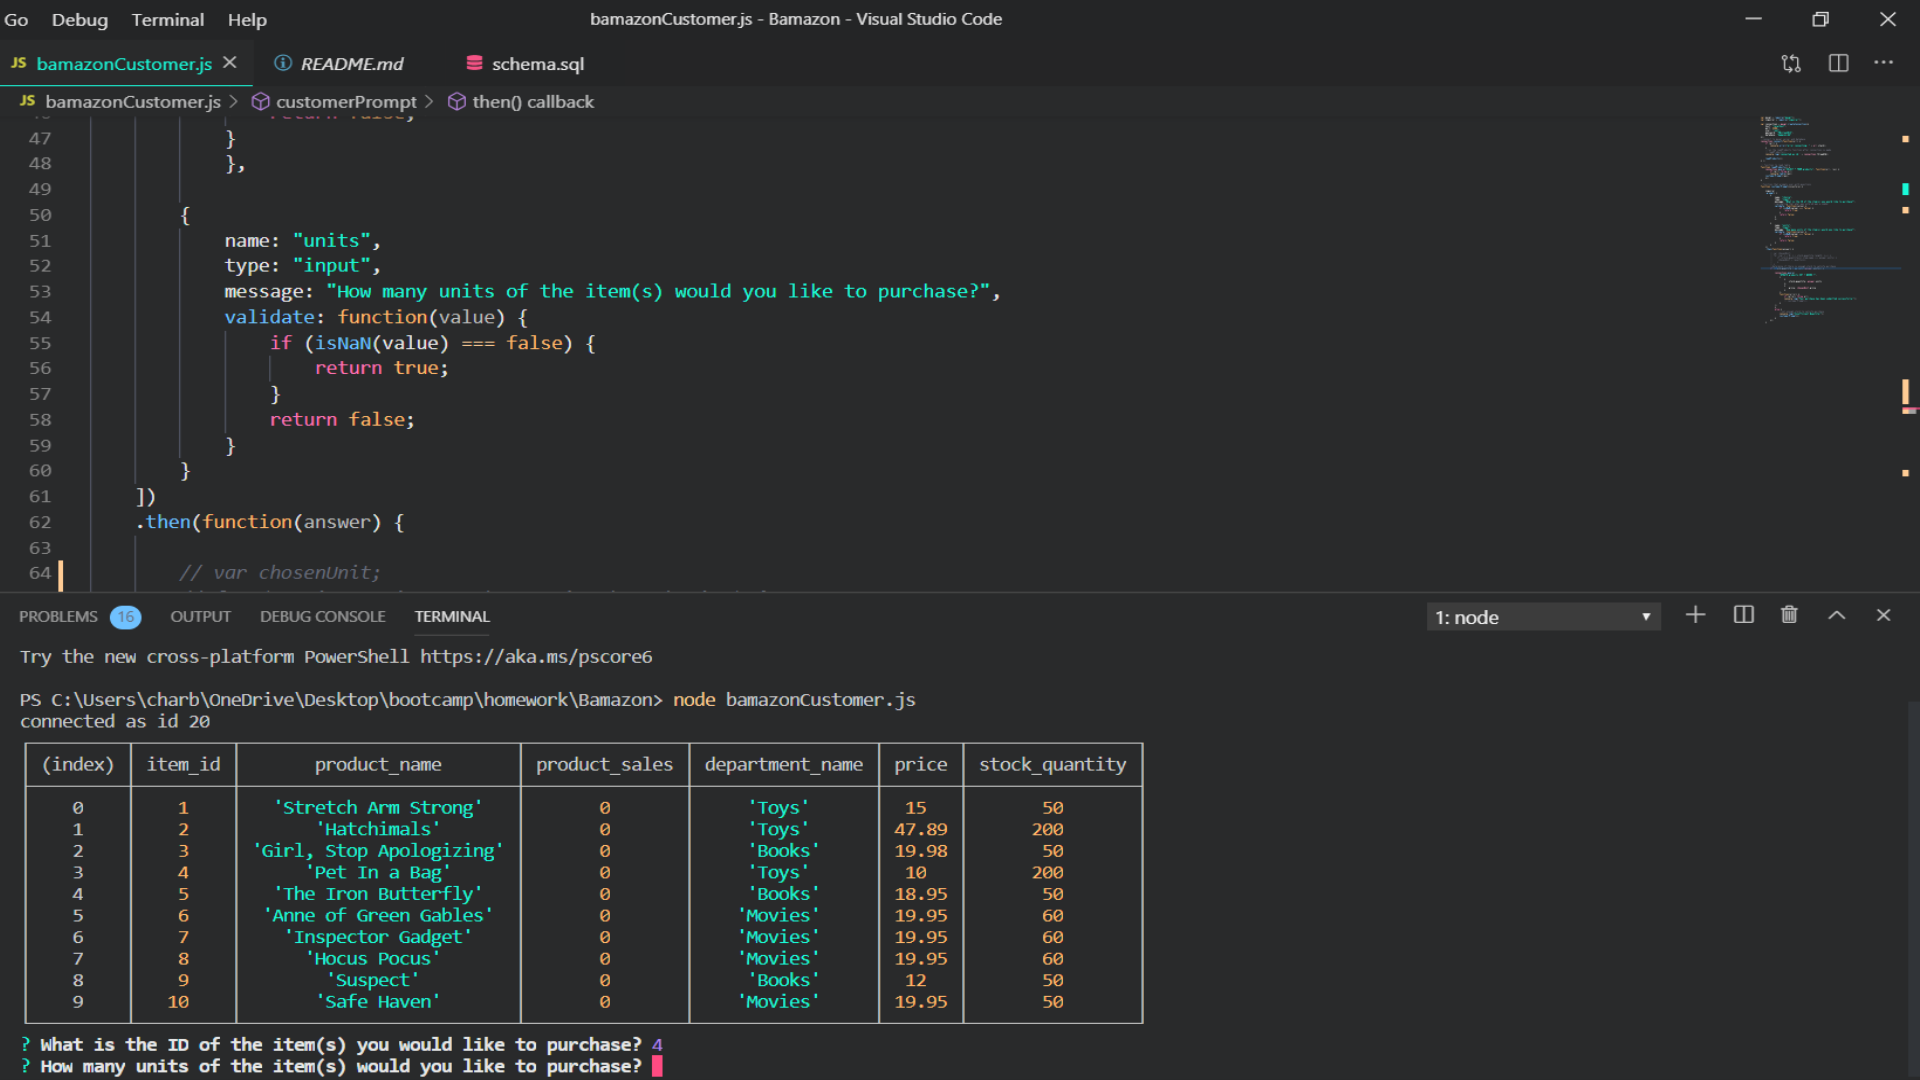 Go Debug Terminal Help bamazonCustomer.js - Bamazon - Visual Studio Code
JS bamazonCustomer.js README.md schema.sql
JS bamazonCustomer.js > customerPrompt > then() callback
47 }
48 },
49
50 {
51 name: "units",
52 type: "input",
53 message: "How many units of the item(s) would you like to purchase?",
54 validate: function(value) {
55 if (isNaN(value) === false) {
56 return true;
57 }
58 return false;
59 }
60 }
61 ])
62 .then(function(answer) {
63
64 // var chosenUnit;
PROBLEMS 16 OUTPUT DEBUG CONSOLE TERMINAL 1: node
Try the new cross-platform PowerShell https://aka.ms/pscore6
PS C:\Users\charb\OneDrive\Desktop\bootcamp\homework\Bamazon> node bamazonCustomer.js
connected as id 20
(index) item_id product_name product_sales department_name price stock_quantity
0 1 'Stretch Arm Strong' 0 'Toys' 15 50
1 2 'Hatchimals' 0 'Toys' 47.89 200
2 3 'Girl, Stop Apologizing' 0 'Books' 19.98 50
3 4 'Pet In a Bag' 0 'Toys' 10 200
4 5 'The Iron Butterfly' 0 'Books' 18.95 50
5 6 'Anne of Green Gables' 0 'Movies' 19.95 60
6 7 'Inspector Gadget' 0 'Movies' 19.95 60
7 8 'Hocus Pocus' 0 'Movies' 19.95 60
8 9 'Suspect' 0 'Books' 12 50
9 10 'Safe Haven' 0 'Movies' 19.95 50
? What is the ID of the item(s) you would like to purchase? 4
? How many units of the item(s) would you like to purchase?